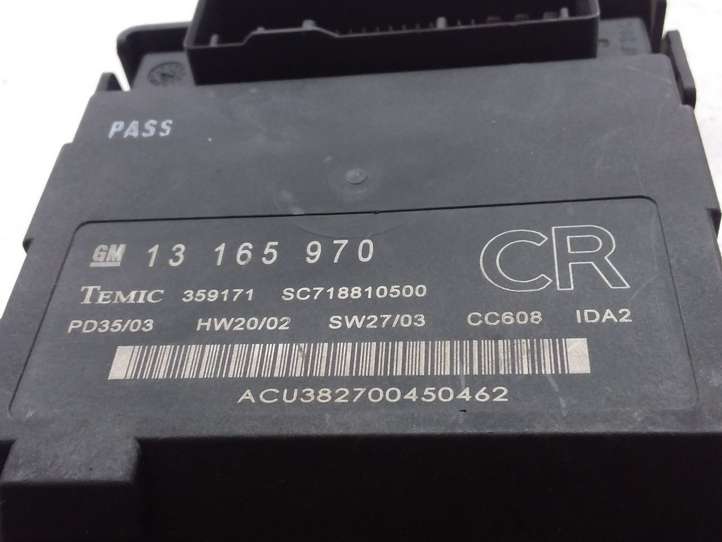 PASS
GM 13 165 970
CR
TEMIC 359171 SC718810500
PD35/03 HW20/02 SW27/03 CC608 IDA2
ACU382700450462